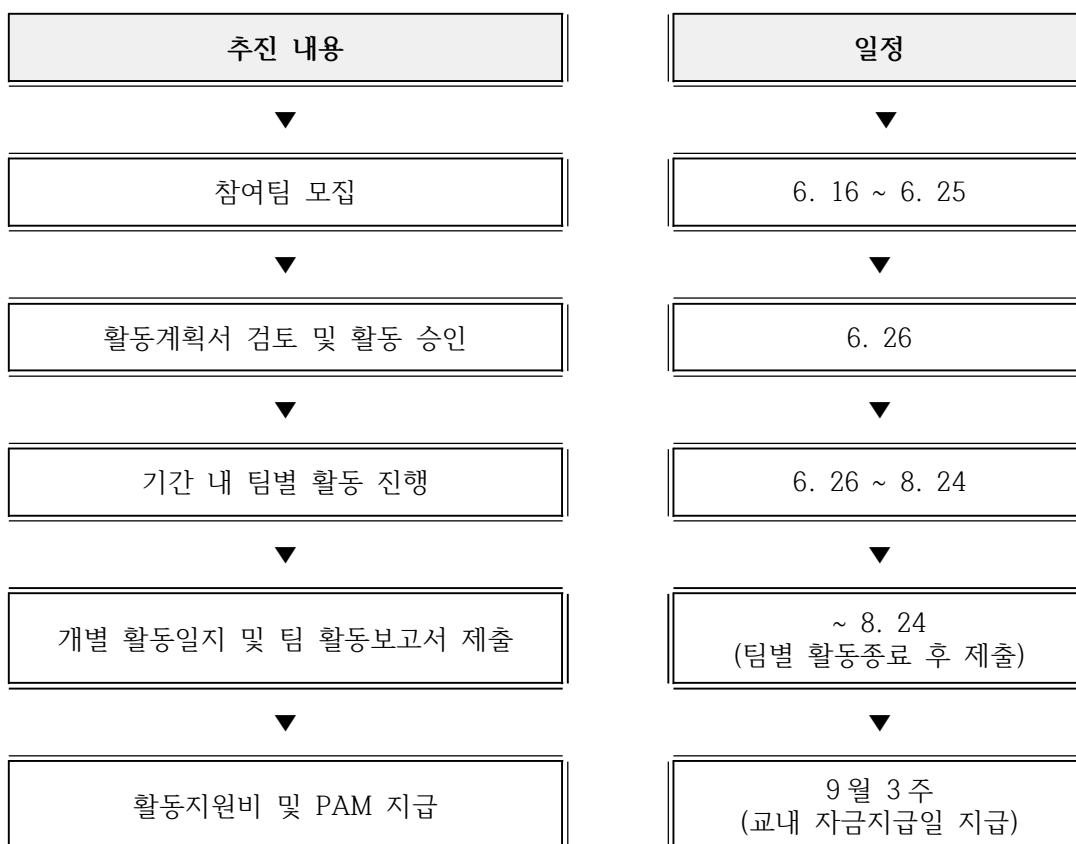 추진 내용
일정
▼
▼
참여팀 모집
6. 16 ~ 6. 25
▼
▼
활동계획서 검토 및 활동 승인
6. 26
▼
▼
기간 내 팀별 활동 진행
6. 26 ~ 8. 24
▼
▼
개별 활동일지 및 팀 활동보고서 제출
~ 8. 24
(팀별 활동종료 후 제출)
▼
▼
활동지원비 및 PAM 지급
9월 3주
(교내 자금지급일 지급)